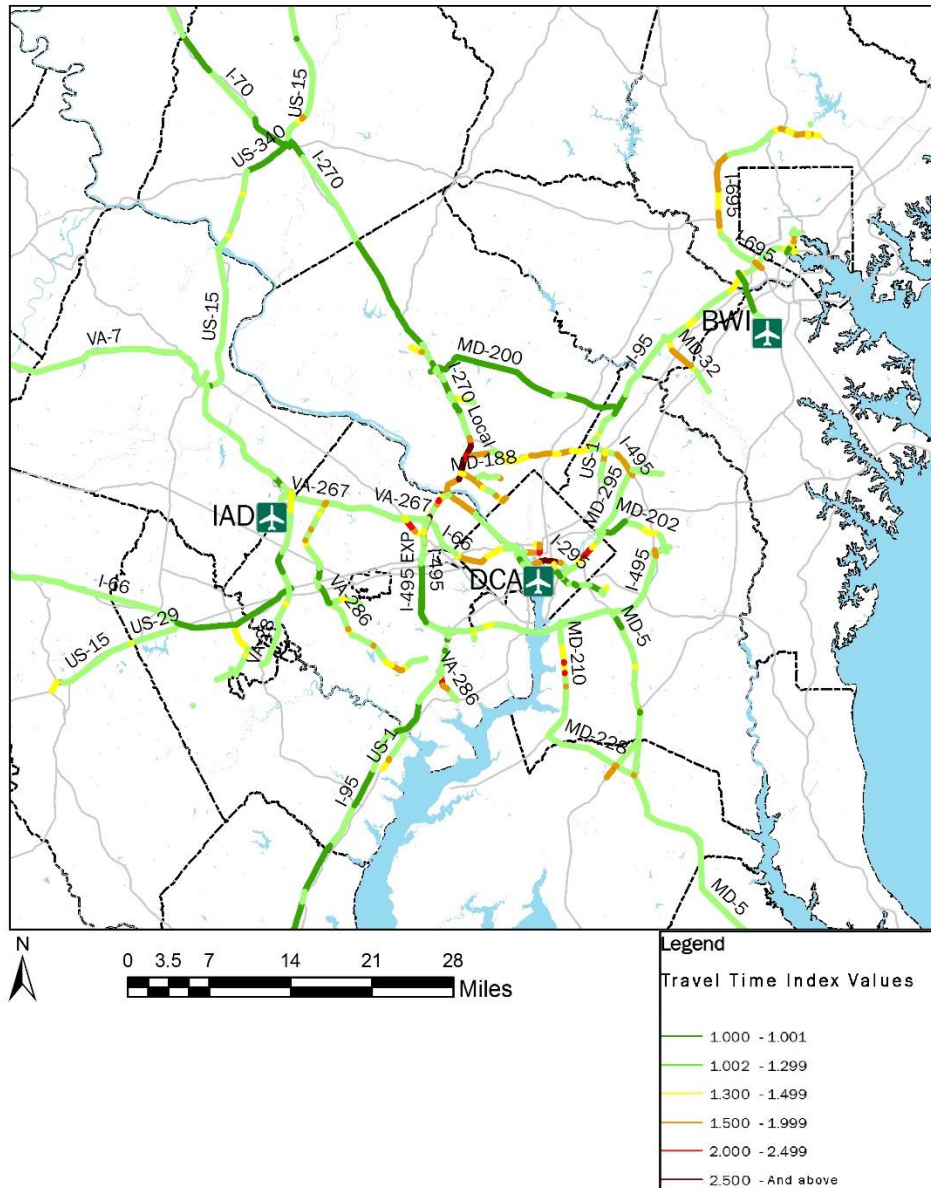 I-70
US-15
US-340
I-270
I-695
I-695
US-15
VA-7
BWI
MD-200
I-95
MD-32
I-270 Local
MD-188
US-1
I-495
MD-295
VA-267
VA-267
MD-202
IAD
I-66
I-295
I-495 EXP
I-495
I-495
DCA
I-66
VA-286
US-29
US-15
MD-5
MD-210
VA-286
US-1
MD-228
I-95
MD-5
N
0 3.5 7 14 21 28
Miles
Legend
Travel Time Index Values
1.000 - 1.001
1.002 - 1.299
1.300 - 1.499
1.500 - 1.999
2.000 - 2.499
2.500 - And above